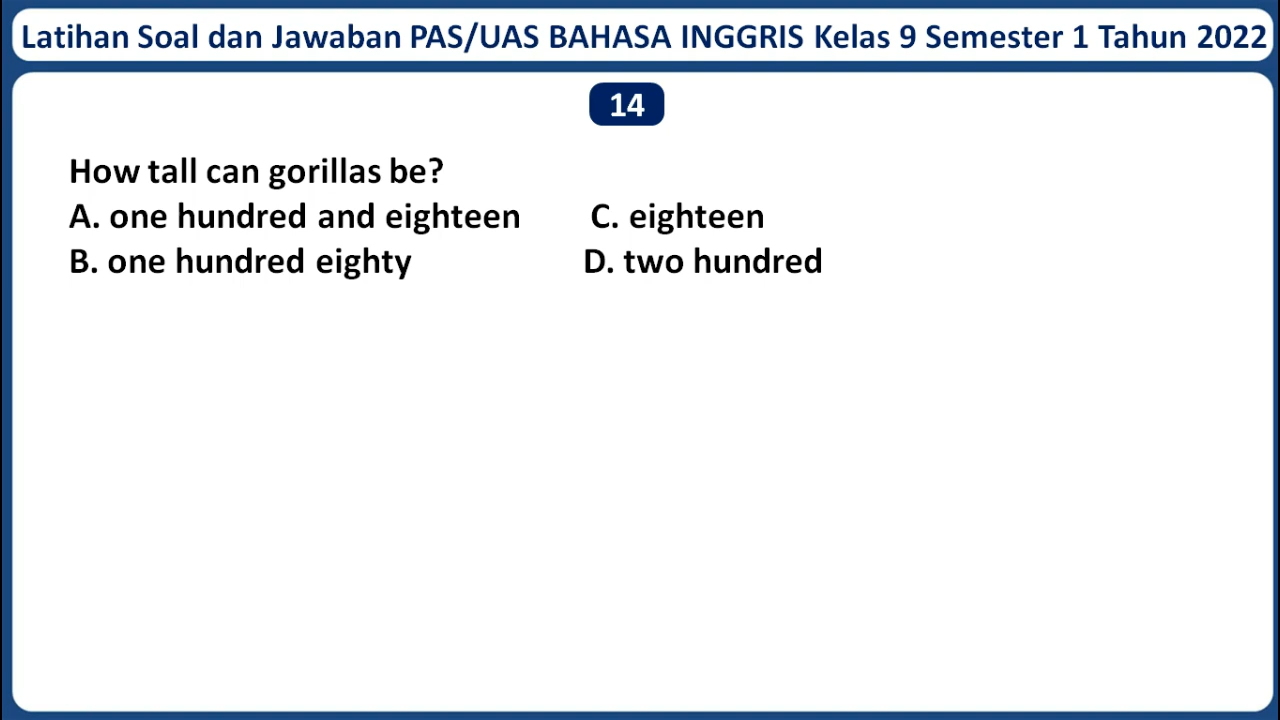 Latihan Soal dan Jawaban PAS/UAS BAHASA INGGRIS Kelas 9 Semester 1 Tahun 2022
14
How tall can gorillas be?
A. one hundred and eighteen C. eighteen
B. one hundred eighty D. two hundred